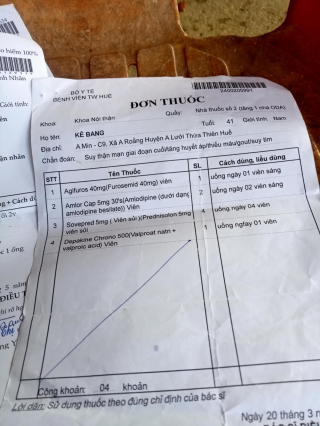 hiểm 100%
Nhân
BỘ Y TẾ
BỆNH VIỆN TW HUẾ
2400205991
ĐƠN THUỐC
Khoa: Khoa Nội thận Quầy: Nhà thuốc số 2 (tầng 1 nhà ODA)
Họ tên: KÊ BANG Tuổi: 41 Giới tính: Nam
Địa chỉ: A Min - C9, Xã A Roằng Huyện A Lưới Thừa Thiên Huế
Chẩn đoán: Suy thận mạn giai đoạn cuối/tăng huyết áp/thiếu máu/gout/suy tim
STT Tên Thuốc SL Cách dùng, liều dùng
1 Agifuros 40mg(Furosemid 40mg) viên 1 uống ngày 01 viên sáng
2 Amlor Cap 5mg 30's(Amlodipine (dưới dạng amlodipine besilate)) Viên 2 uống ngày 02 viên sáng
3 Sovepred 5mg ( Viên sủi )(Prednisolon 5mg viên sủi 4 uống ngày 04 viên
4 Depakine Chrono 500(Valproat natri + valproic acid) Viên 1 uống ngày 01 viên
Cộng khoản: 04 khoản
Lời dặn: Sử dụng thuốc theo đúng chỉ định của bác sĩ
Ngày 20 tháng 3